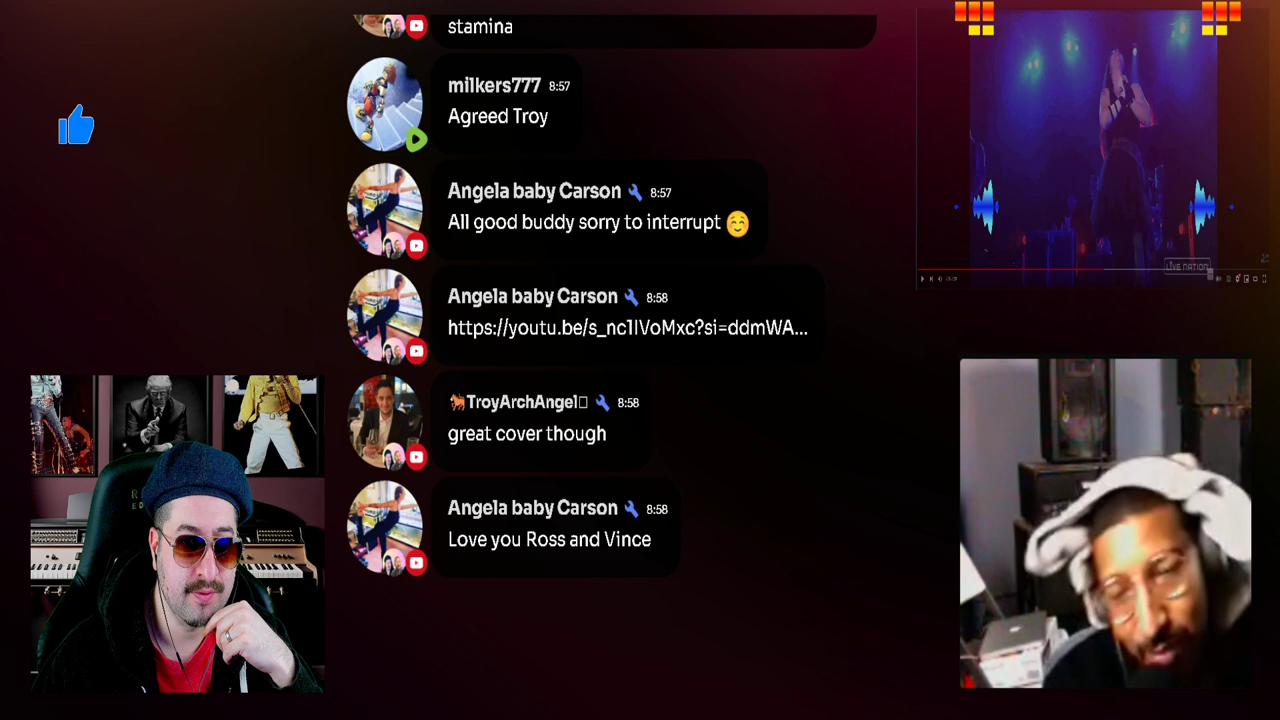 stamina
milkers777 8:57
Agreed Troy
Angela baby Carson 8:57
All good buddy sorry to interrupt
Angela baby Carson 8:58
https://youtu.be/s_nc1lVoMxc?si=ddmWA...
TroyArchAngel 8:58
great cover though
Angela baby Carson 8:58
Love you Ross and Vince
LIVE NATION